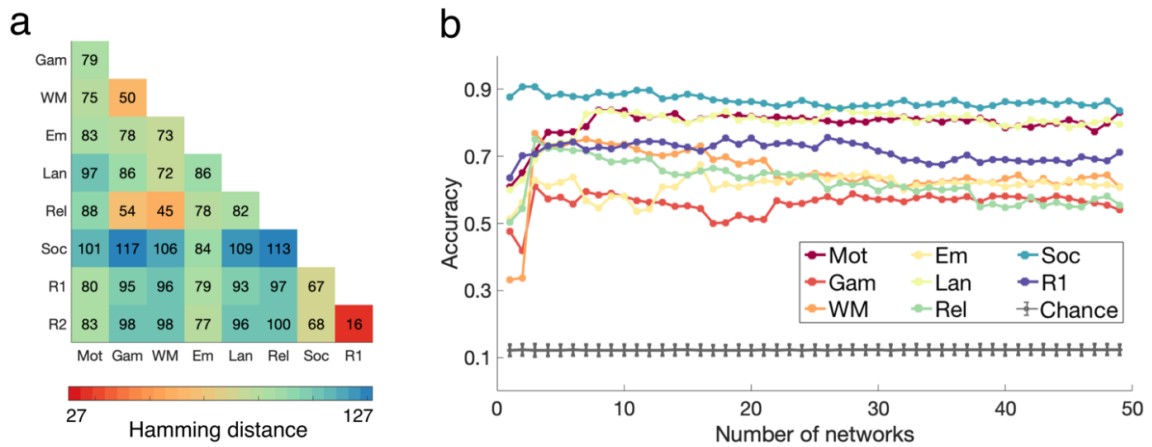 a
Gam 79
WM 75 50
Em 83 78 73
Lan 97 86 72 86
Rel 88 54 45 78 82
Soc 101 117 106 84 109 113
R1 80 95 96 79 93 97 67
R2 83 98 98 77 96 100 68 16
Mot Gam WM Em Lan Rel Soc R1
27 127
Hamming distance
b
Accuracy
0.9
0.7
0.5
0.3
0.1
Mot Em Soc
Gam Lan R1
WM Rel Chance
0 10 20 30 40 50
Number of networks